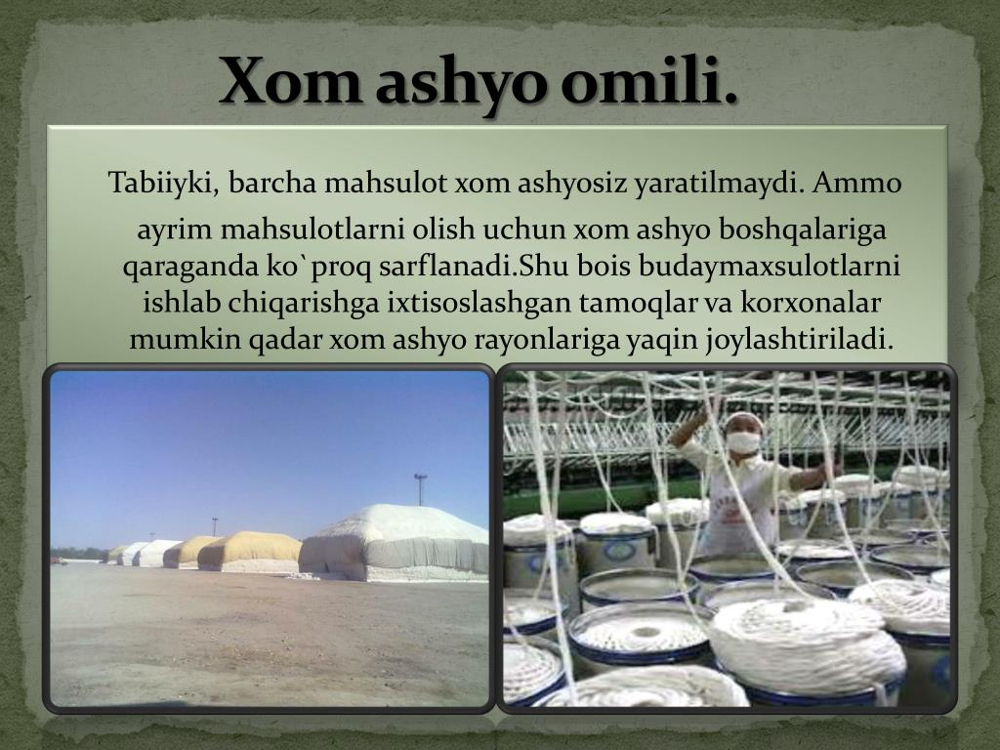 Xom ashyo omili.
Tabiiyki, barcha mahsulot xom ashyosiz yaratilmaydi. Ammo
ayrim mahsulotlarni olish uchun xom ashyo boshqalariga
qaraganda ko`proq sarflanadi.Shu bois budaymaxsulotlarni
ishlab chiqarishga ixtisoslashgan tamoqlar va korxonalar
mumkin qadar xom ashyo rayonlariga yaqin joylashtiriladi.